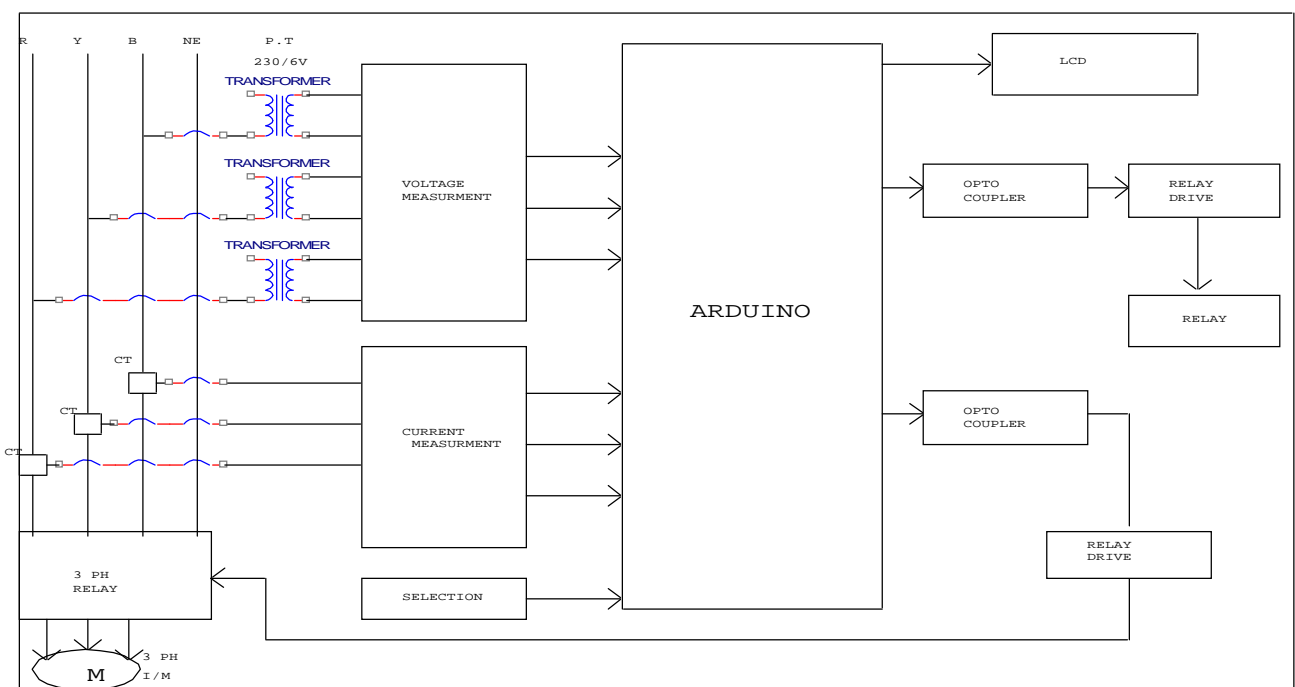 R Y B NE P.T
230/6V
TRANSFORMER
TRANSFORMER
TRANSFORMER
VOLTAGE
MEASURMENT
ARDUINO
LCD
OPTO
COUPLER
RELAY
DRIVE
RELAY
CT
CT
CT
CURRENT
MEASURMENT
OPTO
COUPLER
RELAY
DRIVE
3 PH
RELAY
SELECTION
M
3 PH
I/M